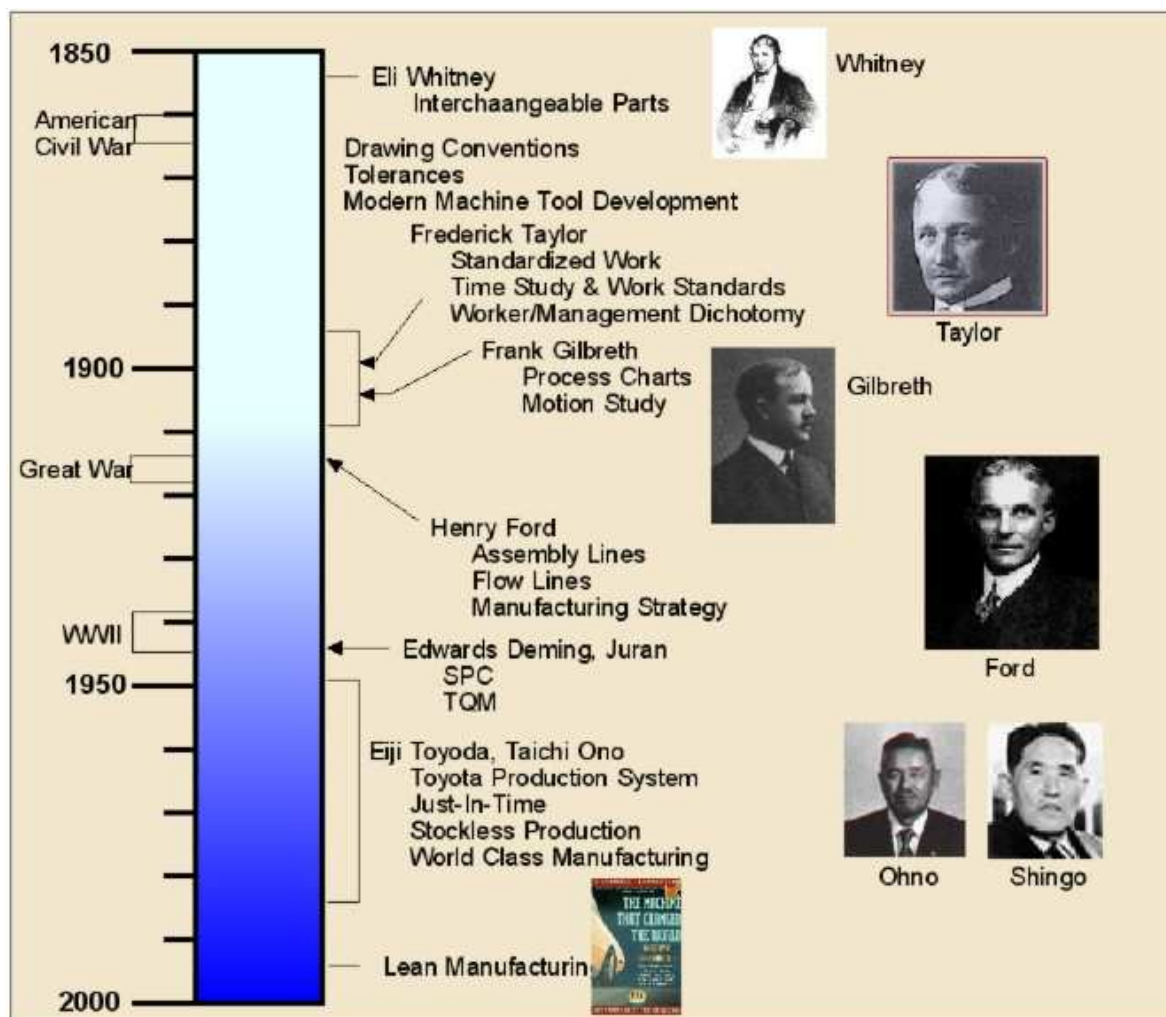 1850
American
Civil War
1900
Great War
WWII
1950
2000
Eli Whitney
Interchaangeable Parts
Drawing Conventions
Tolerances
Modern Machine Tool Development
Frederick Taylor
Standardized Work
Time Study & Work Standards
Worker/Management Dichotomy
Frank Gilbreth
Process Charts
Motion Study
Henry Ford
Assembly Lines
Flow Lines
Manufacturing Strategy
Edwards Deming, Juran
SPC
TQM
Eiji Toyoda, Taichi Ono
Toyota Production System
Just-In-Time
Stockless Production
World Class Manufacturing
Lean Manufacturin
THE MACHINE
THAT CHANGED
THE WORLD
Whitney
Taylor
Gilbreth
Ford
Ohno
Shingo